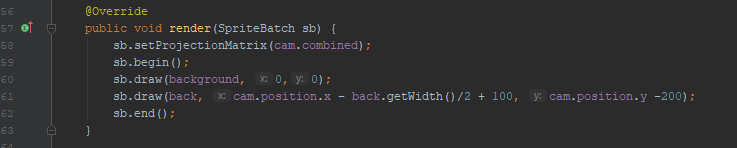 56 @Override
57 public void render(SpriteBatch sb) {
58 sb.setProjectionMatrix(cam.combined);
59 sb.begin();
60 sb.draw(background, x: 0, y: 0);
61 sb.draw(back, x: cam.position.x - back.getWidth()/2 + 100, y: cam.position.y -200);
62 sb.end();
63 }